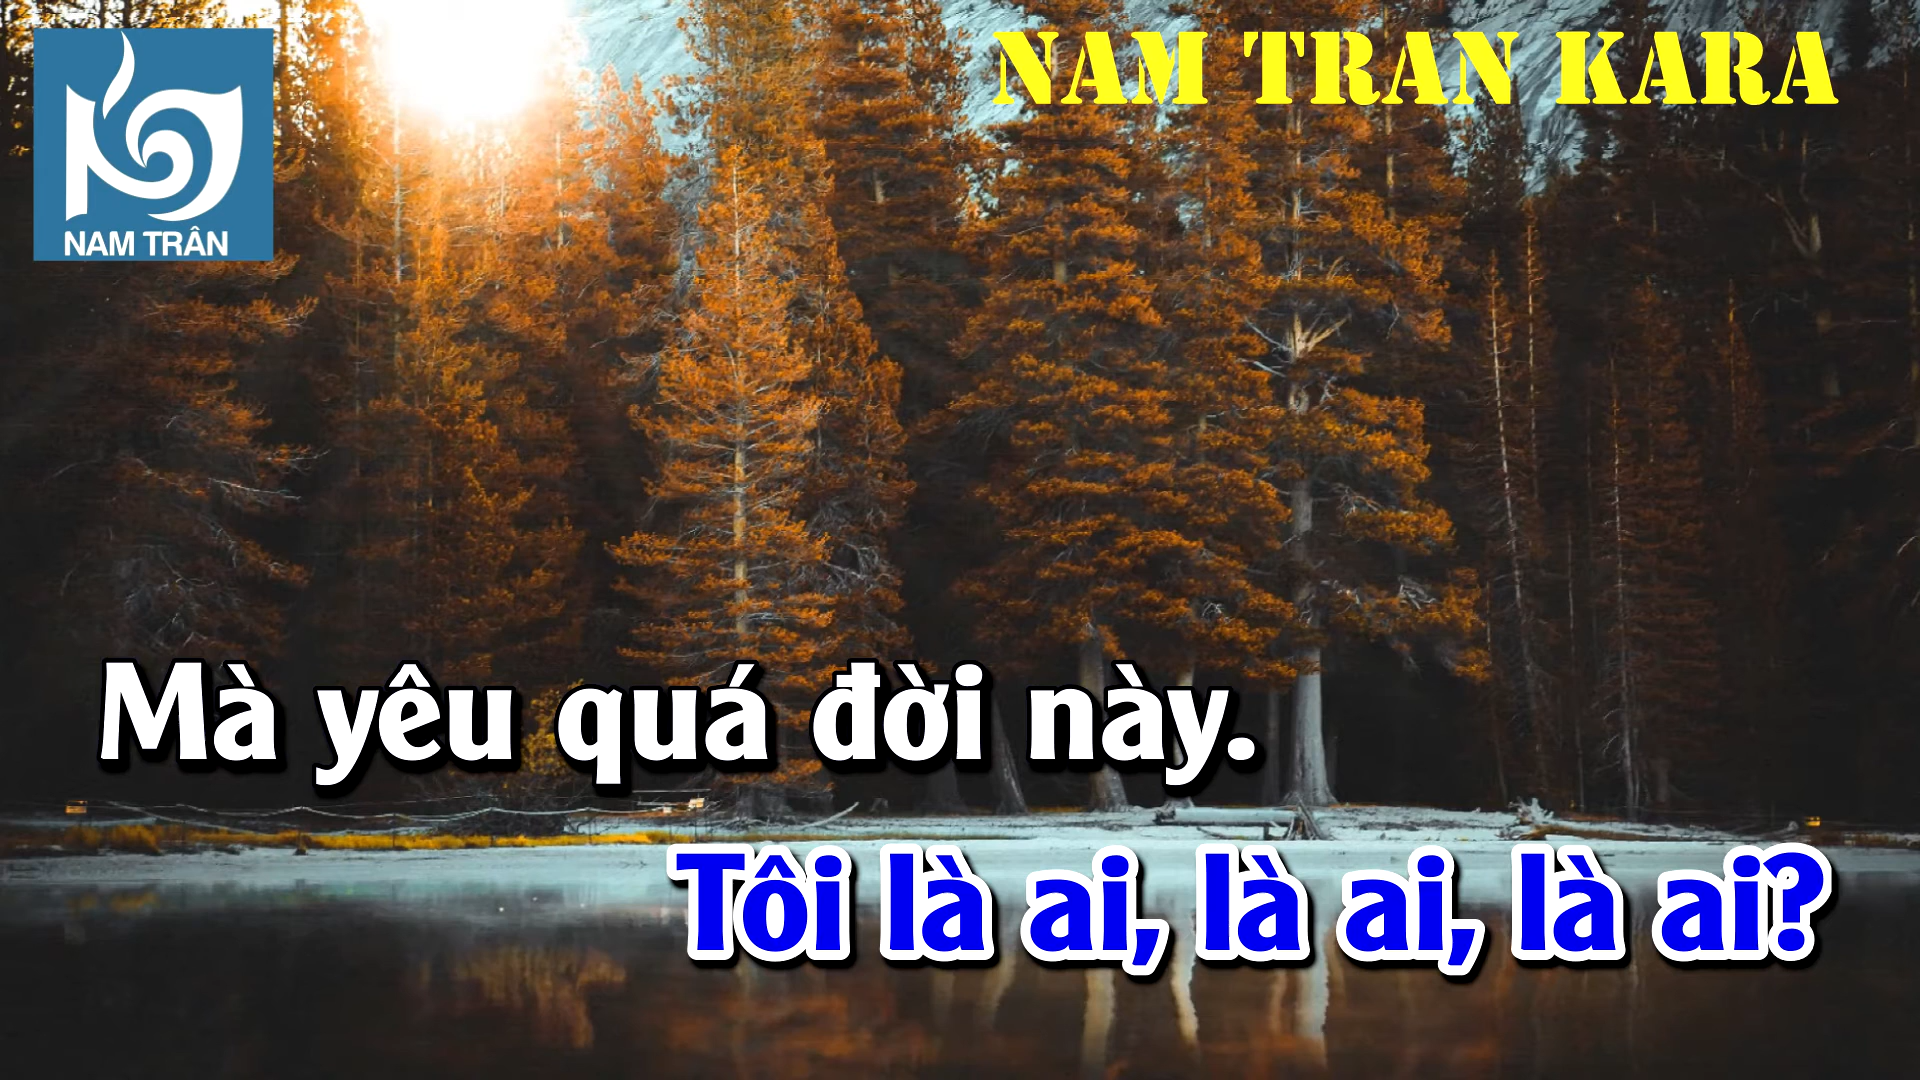 NAM TRAN KARA
NAM TRÂN
Mà yêu quá đời này.
Tôi là ai, là ai, là ai?